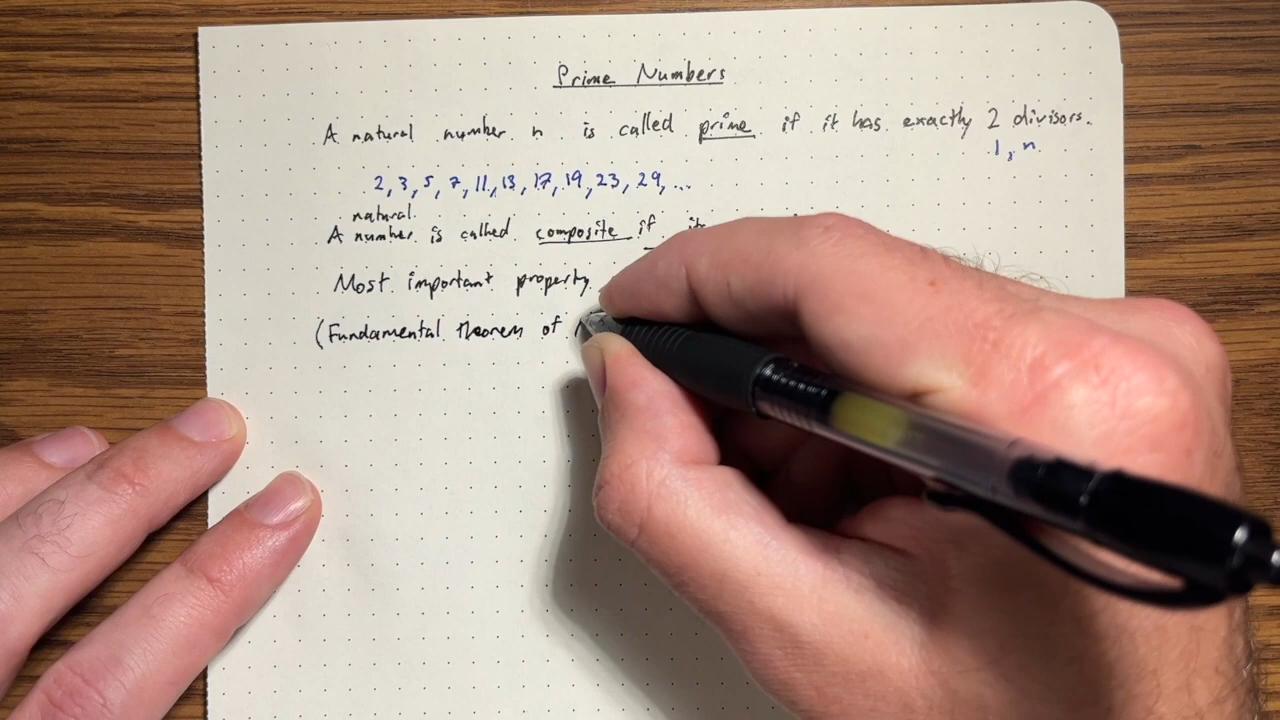 Prime Numbers
A natural number n is called prime if it has exactly 2 divisors.
1, n
2, 3, 5, 7, 11, 13, 17, 19, 23, 29, ...
natural
A number is called composite if
Most important property
(Fundamental theorem of